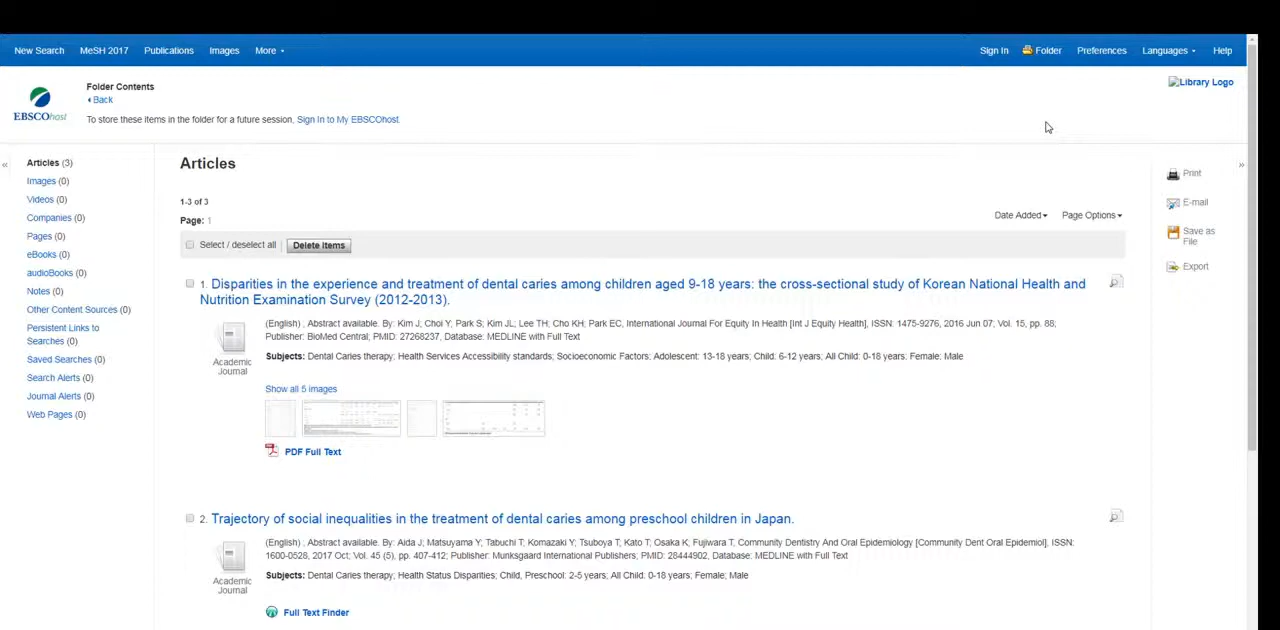 New Search MeSH 2017 Publications Images More Sign In Folder Preferences Languages Help
Folder Contents
Back
To store these items in the folder for a future session, Sign In to My EBSCOhost.
EBSCOhost
Library Logo
Articles (3)
Images (0)
Videos (0)
Companies (0)
Pages (0)
eBooks (0)
audioBooks (0)
Notes (0)
Other Content Sources (0)
Persistent Links to
Searches (0)
Saved Searches (0)
Search Alerts (0)
Journal Alerts (0)
Web Pages (0)
Articles
1-3 of 3
Page: 1
Date Added Page Options
Select / deselect all Delete Items
1. Disparities in the experience and treatment of dental caries among children aged 9-18 years: the cross-sectional study of Korean National Health and
Nutrition Examination Survey (2012-2013).
(English) ; Abstract available. By: Kim J; Choi Y; Park S; Kim JL; Lee TH; Cho KH; Park EC, International Journal For Equity In Health [Int J Equity Health], ISSN: 1475-9276, 2016 Jun 07; Vol. 15, pp. 88;
Publisher: BioMed Central; PMID: 27268237, Database: MEDLINE with Full Text
Academic
Journal
Subjects: Dental Caries therapy; Health Services Accessibility standards; Socioeconomic Factors; Adolescent: 13-18 years; Child: 6-12 years; All Child: 0-18 years; Female; Male
Show all 5 images
PDF Full Text
2. Trajectory of social inequalities in the treatment of dental caries among preschool children in Japan.
(English) ; Abstract available. By: Aida J; Matsuyama Y; Tabuchi T; Komazaki Y; Tsuboya T; Kato T; Osaka K; Fujiwara T, Community Dentistry And Oral Epidemiology [Community Dent Oral Epidemiol], ISSN:
1600-0528, 2017 Oct; Vol. 45 (5), pp. 407-412; Publisher: Munksgaard International Publishers; PMID: 28444902, Database: MEDLINE with Full Text
Academic
Journal
Subjects: Dental Caries therapy; Health Status Disparities; Child, Preschool: 2-5 years; All Child: 0-18 years; Female; Male
Full Text Finder
Print
E-mail
Save as
File
Export